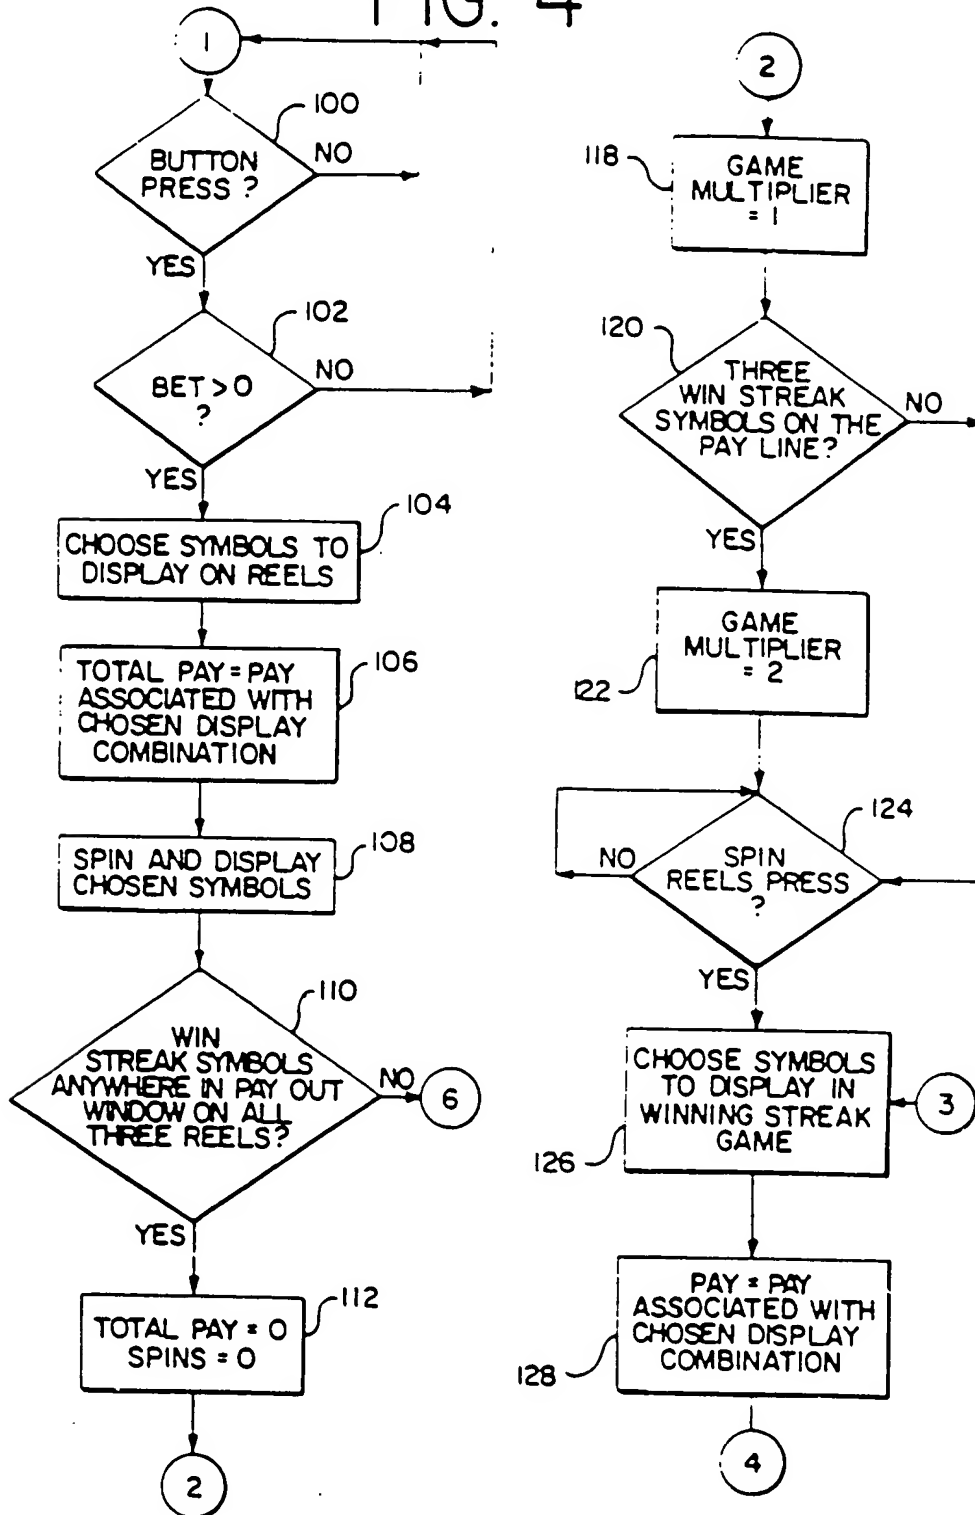 FIG. 4
1
100
BUTTON
PRESS ?
NO
YES
102
BET > 0
?
NO
YES
104
CHOOSE SYMBOLS TO
DISPLAY ON REELS
106
TOTAL PAY = PAY
ASSOCIATED WITH
CHOSEN DISPLAY
COMBINATION
108
SPIN AND DISPLAY
CHOSEN SYMBOLS
110
WIN
STREAK SYMBOLS
ANYWHERE IN PAY OUT
WINDOW ON ALL
THREE REELS?
NO
6
YES
112
TOTAL PAY = 0
SPINS = 0
2
2
118
GAME
MULTIPLIER
= 1
120
THREE
WIN STREAK
SYMBOLS ON THE
PAY LINE?
NO
YES
GAME
MULTIPLIER
= 2
122
124
SPIN
REELS PRESS
?
NO
YES
CHOOSE SYMBOLS
TO DISPLAY IN
WINNING STREAK
GAME
3
126
PAY = PAY
ASSOCIATED WITH
CHOSEN DISPLAY
COMBINATION
128
4